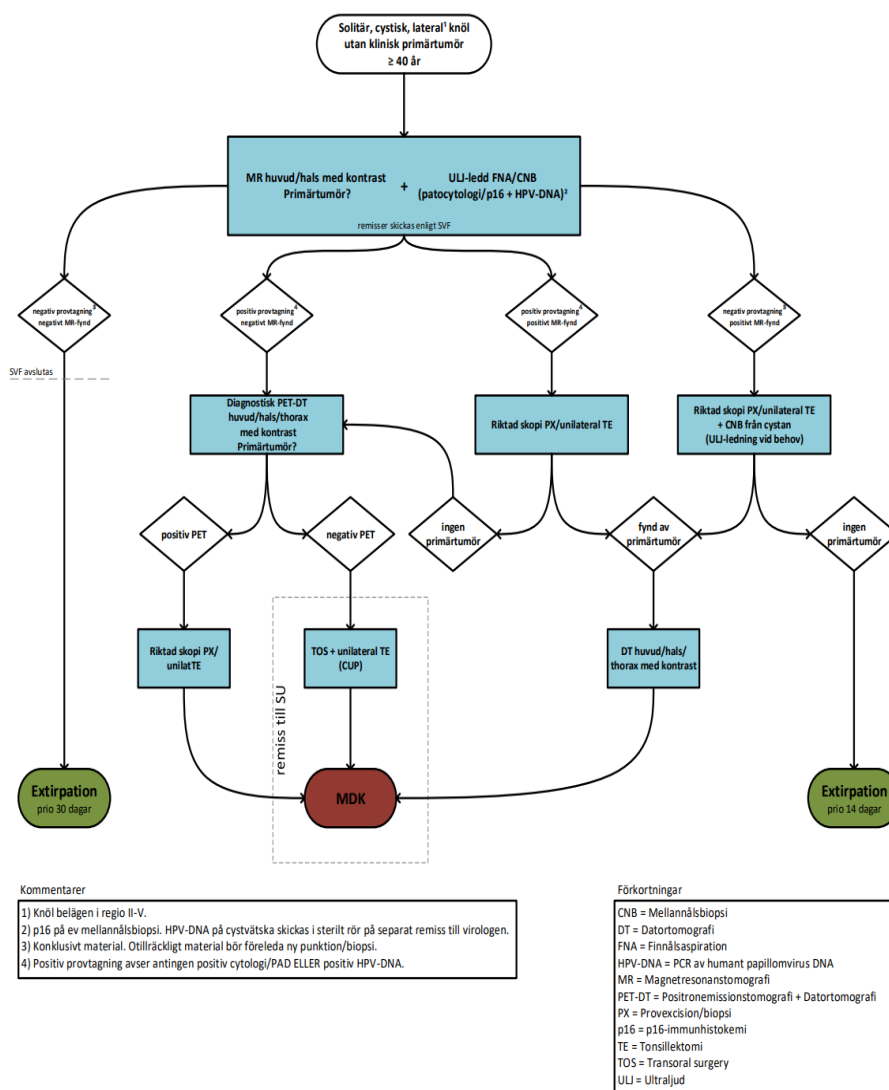 Solitär, cystisk, lateral¹ knöl
utan klinisk primärtumör
≥ 40 år
MR huvud/hals med kontrast
Primärtumör?
+
ULJ-ledd FNA/CNB
(patocytologi/p16 + HPV-DNA)²
remisser skickas enligt SVF
negativ provtagning³
negativt MR-fynd
positiv provtagning⁴
negativt MR-fynd
positiv provtagning⁴
positivt MR-fynd
negativ provtagning³
positivt MR-fynd
SVF avslutas
Diagnostisk PET-DT
huvud/hals/thorax
med kontrast
Primärtumör?
Riktad skopi PX/unilateral TE
Riktad skopi PX/unilateral TE
+ CNB från cystan
(ULJ-ledning vid behov)
positiv PET
negativ PET
ingen
primärtumör
fynd av
primärtumör
ingen
primärtumör
Riktad skopi PX/
unilatTE
TOS + unilateral TE
(CUP)
DT huvud/hals/
thorax med kontrast
remiss till SU
Extirpation
prio 30 dagar
MDK
Extirpation
prio 14 dagar
Kommentarer
1) Knöl belägen i regio II-V.
2) p16 på ev mellannålsbiopsi. HPV-DNA på cystvätska skickas i sterilt rör på separat remiss till virologen.
3) Konklusivt material. Otillräckligt material bör föreleda ny punktion/biopsi.
4) Positiv provtagning avser antingen positiv cytologi/PAD ELLER positiv HPV-DNA.
Förkortningar
CNB = Mellannålsbiopsi
DT = Datortomografi
FNA = Finnålsaspiration
HPV-DNA = PCR av humant papillomvirus DNA
MR = Magnetresonanstomografi
PET-DT = Positronemissionstomografi + Datortomografi
PX = Provexcision/biopsi
p16 = p16-immunhistokemi
TE = Tonsillektomi
TOS = Transoral surgery
ULJ = Ultraljud